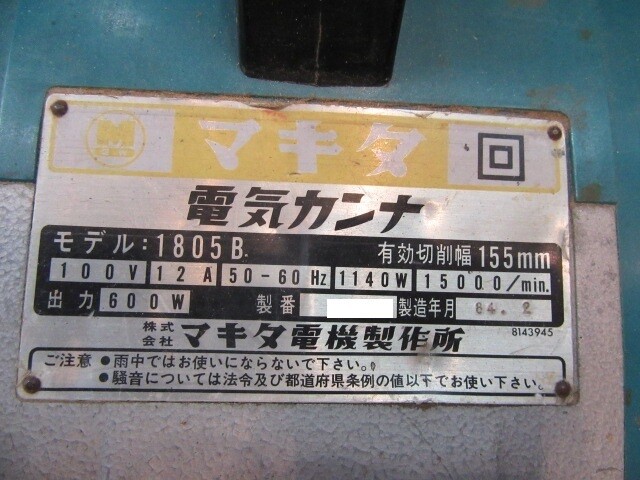 マキタ
電気カンナ
モデル:1805B 有効切削幅 155mm
100V 12A 50-60Hz 1140W 15000/min.
出力 600W 製番 製造年月 84.2
株式会社 マキタ電機製作所 8143945
ご注意 ●雨中ではお使いにならないで下さい。
●騒音については法令及び都道府県条例の値以下でお使い下さい。